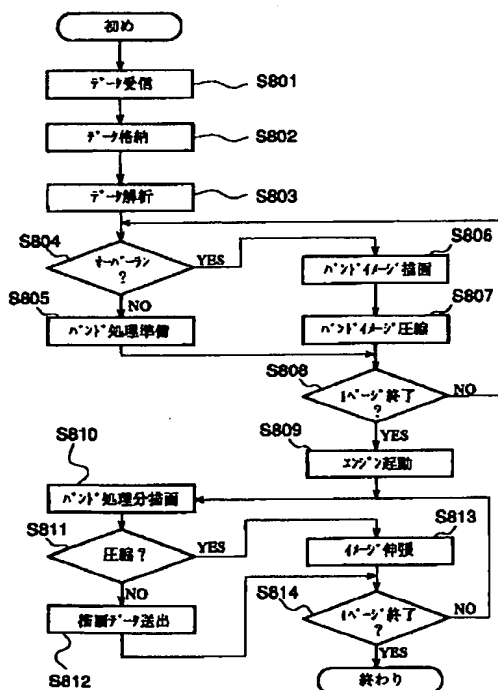 初め
データ受信
S801
データ格納
S802
データ解析
S803
S804
オーバーラン
?
YES
NO
S805
バンド処理準備
バンドイメージ描画
S806
バンドイメージ圧縮
S807
S808
1ページ終了
?
NO
YES
S809
エンジン起動
S810
バンド処理分描画
S811
圧縮?
YES
NO
描画データ送出
S812
イメージ伸張
S813
S814
1ページ終了
?
NO
YES
終わり